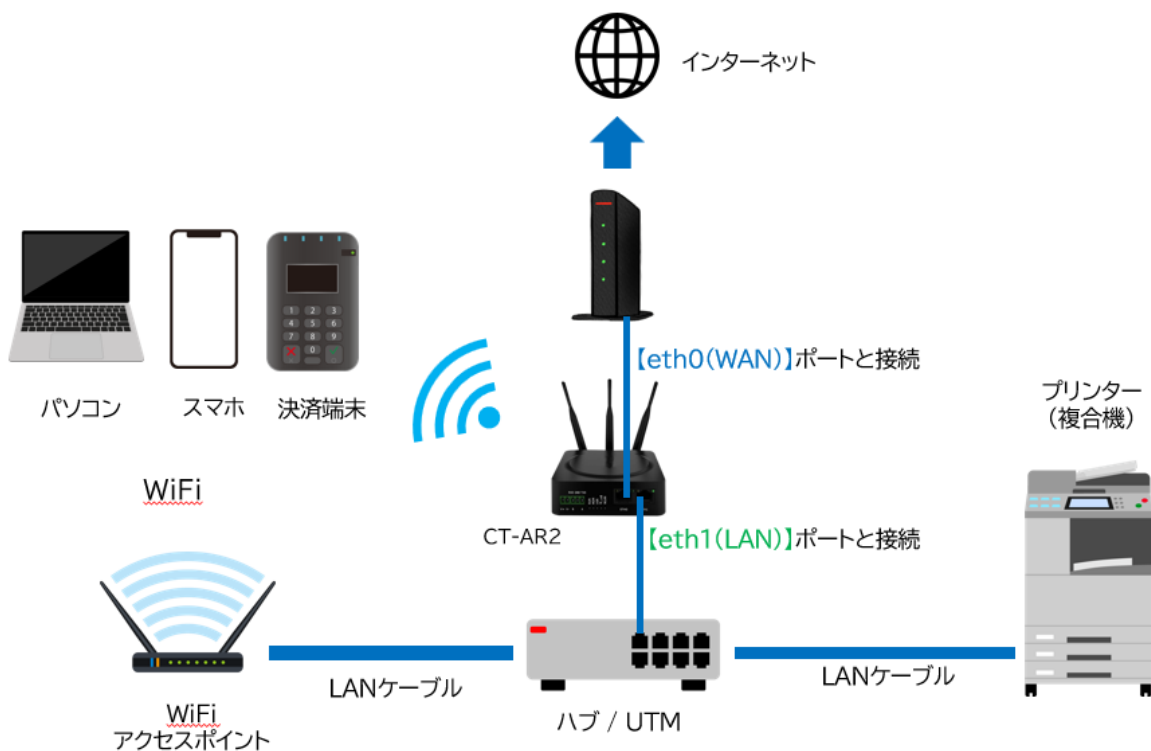 インターネット
【eth0(WAN)】ポートと接続
パソコン
スマホ
決済端末
プリンター
(複合機)
WiFi
CT-AR2
【eth1(LAN)】ポートと接続
LANケーブル
LANケーブル
WiFi
アクセスポイント
ハブ / UTM